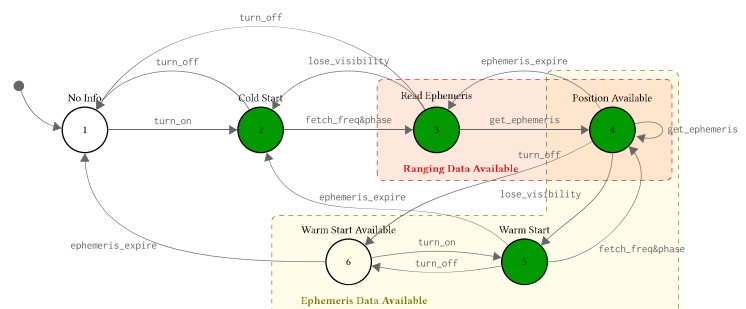 turn_off
turn_off
lose_visibility
ephemeris_expire
No Info
Cold Start
Read Ephemeris
Position Available
1
turn_on
2
fetch_freq&phase
3
get_ephemeris
4
get_ephemeris
Ranging Data Available
turn_off
ephemeris_expire
lose_visibility
Warm Start Available
Warm Start
ephemeris_expire
turn_on
fetch_freq&phase
6
turn_off
5
Ephemeris Data Available